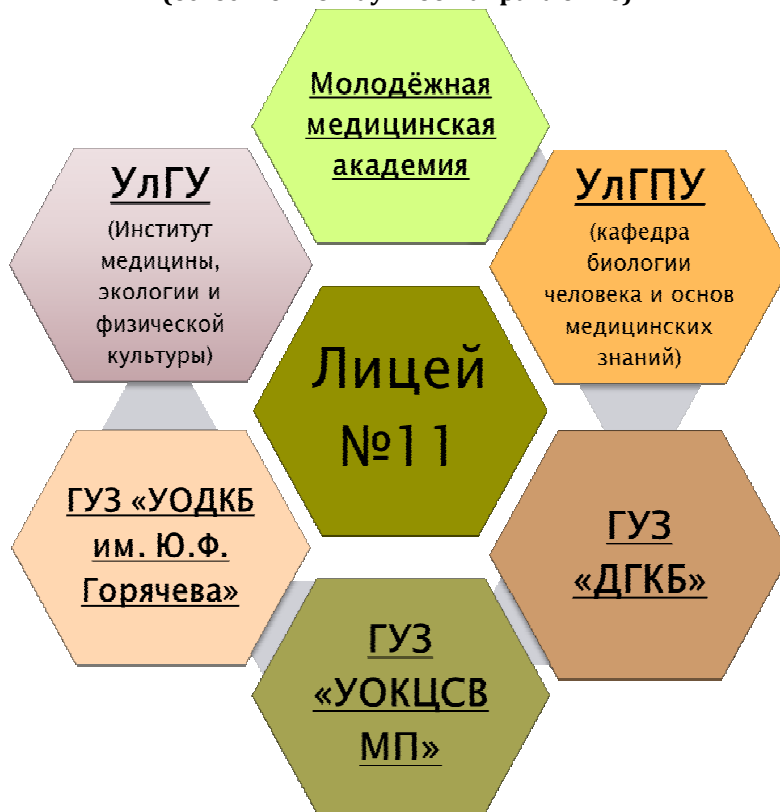 Молодёжная
медицинская
академия
УлГУ
(Институт
медицины,
экологии и
физической
культуры)
УлГПУ
(кафедра
биологии
человека и основ
медицинских
знаний)
Лицей
№11
ГУЗ «УОДКБ
им. Ю.Ф.
Горячева»
ГУЗ
«ДГКБ»
ГУЗ
«УОКЦСВ
МП»